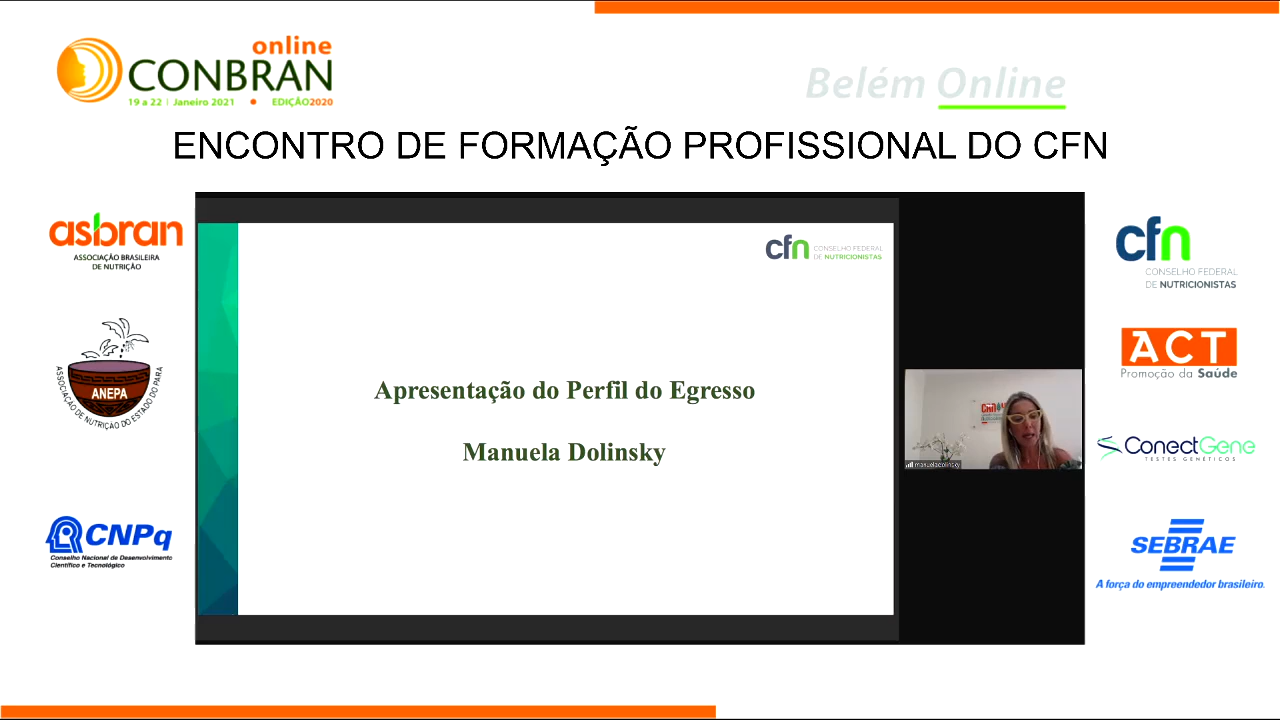 online
CONBRAN
19 a 22 | Janeiro 2021 • EDIÇÃO2020
Belém Online
ENCONTRO DE FORMAÇÃO PROFISSIONAL DO CFN
asbran
ASSOCIAÇÃO BRASILEIRA
DE NUTRIÇÃO
ANEPA
ASSOCIAÇÃO DE NUTRIÇÃO DO ESTADO DO PARÁ
CNPq
Conselho Nacional de Desenvolvimento
Científico e Tecnológico
cfn CONSELHO FEDERAL
DE NUTRICIONISTAS
Apresentação do Perfil do Egresso
Manuela Dolinsky
manueladolinsky
cfn
CONSELHO FEDERAL
DE NUTRICIONISTAS
ACT
Promoção da Saúde
ConectGene
TESTES GENÉTICOS
SEBRAE
A força do empreendedor brasileiro.